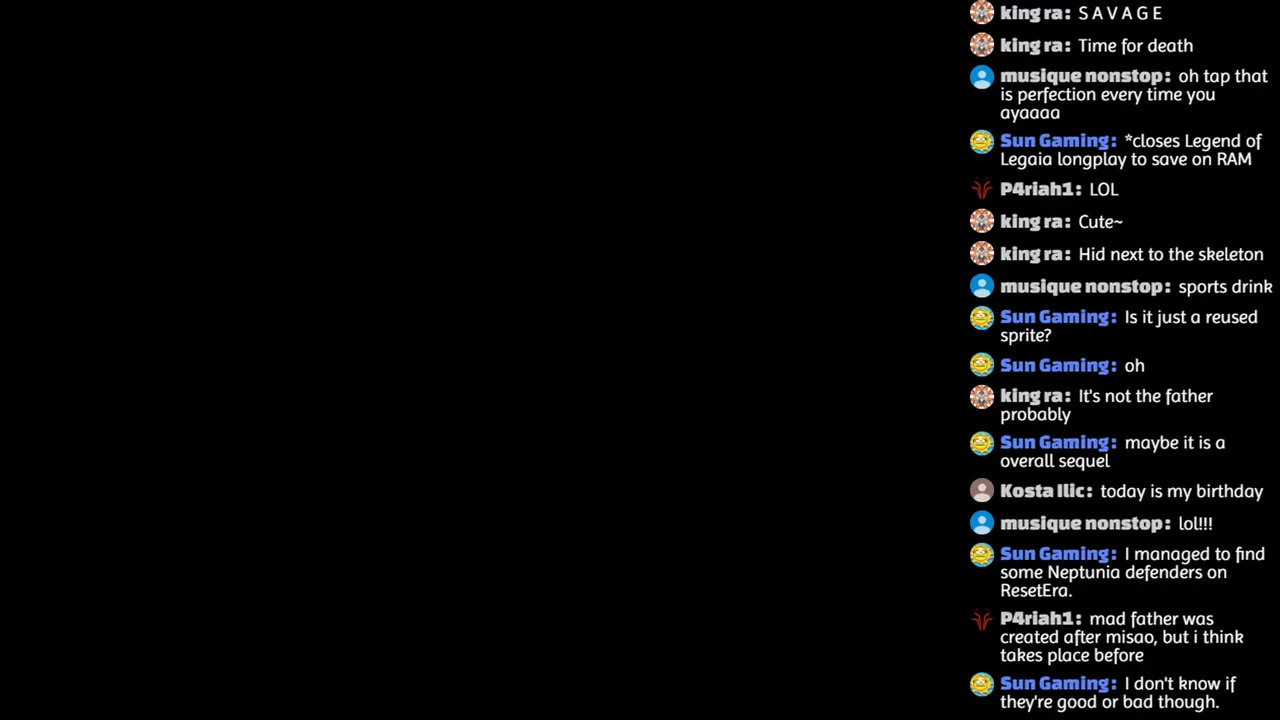 king ra: S A V A G E
king ra: Time for death
musique nonstop: oh tap that
is perfection every time you
ayaaaa
Sun Gaming: *closes Legend of
Legaia longplay to save on RAM
P4riah1: LOL
king ra: Cute~
king ra: Hid next to the skeleton
musique nonstop: sports drink
Sun Gaming: Is it just a reused
sprite?
Sun Gaming: oh
king ra: It's not the father
probably
Sun Gaming: maybe it is a
overall sequel
Kosta Ilic: today is my birthday
musique nonstop: lol!!!
Sun Gaming: I managed to find
some Neptunia defenders on
ResetEra.
P4riah1: mad father was
created after misao, but i think
takes place before
Sun Gaming: I don't know if
they're good or bad though.